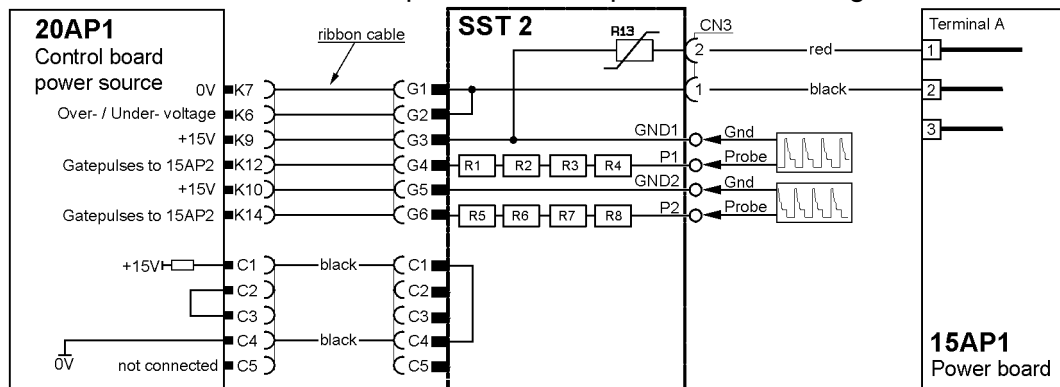 20AP1
Control board
power source
ribbon cable
SST 2
R13
CN3
Terminal A
2
red
1
0V
K7
G1
1
black
2
Over- / Under- voltage
K6
G2
+15V
K9
G3
GND1
Gnd
3
Gatepulses to 15AP2
K12
G4
R1
R2
R3
R4
P1
Probe
+15V
K10
G5
GND2
Gnd
Gatepulses to 15AP2
K14
G6
R5
R6
R7
R8
P2
Probe
+15V
C1
black
C1
C2
C2
C3
C3
C4
black
C4
0V
not connected
C5
C5
15AP1
Power board